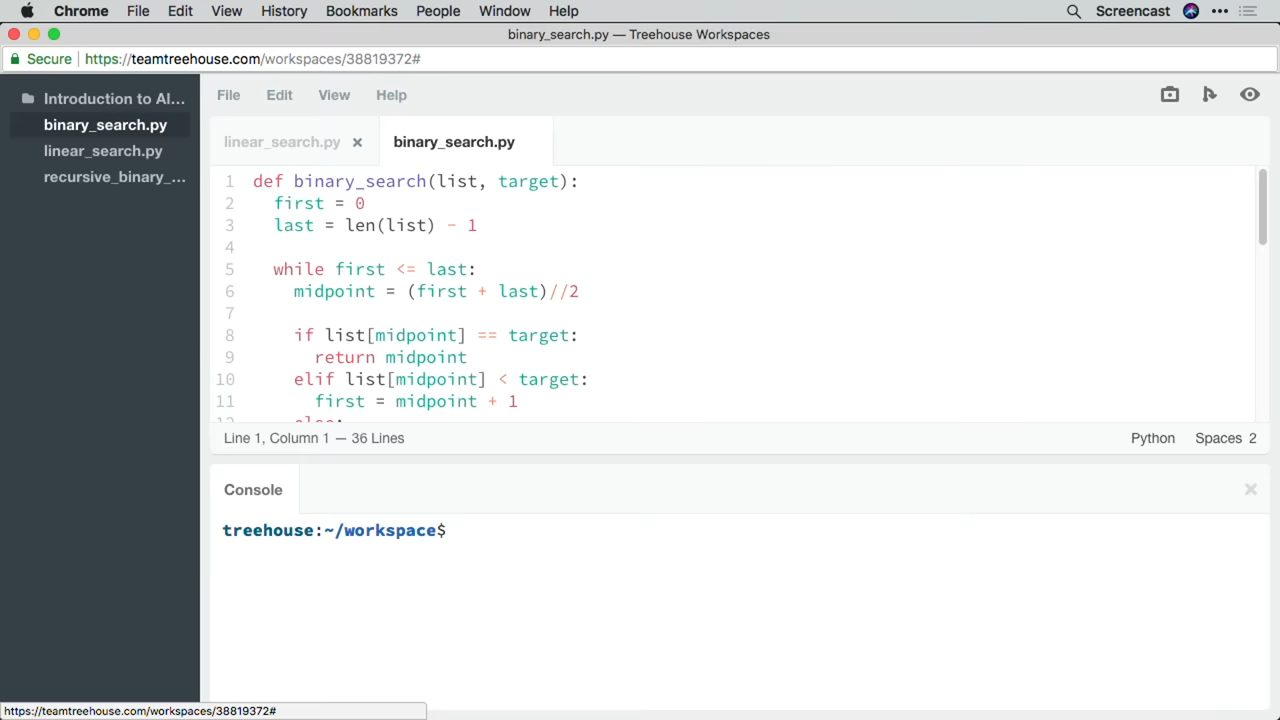 Chrome File Edit View History Bookmarks People Window Help Screencast
binary_search.py — Treehouse Workspaces
Secure https://teamtreehouse.com/workspaces/38819372#
Introduction to Al...
binary_search.py
linear_search.py
recursive_binary_...
File Edit View Help
linear_search.py × binary_search.py
1 def binary_search(list, target):
2 first = 0
3 last = len(list) - 1
4
5 while first <= last:
6 midpoint = (first + last)//2
7
8 if list[midpoint] == target:
9 return midpoint
10 elif list[midpoint] < target:
11 first = midpoint + 1
12 else:
Line 1, Column 1 — 36 Lines Python Spaces 2
Console ×
treehouse:~/workspace$
https://teamtreehouse.com/workspaces/38819372#